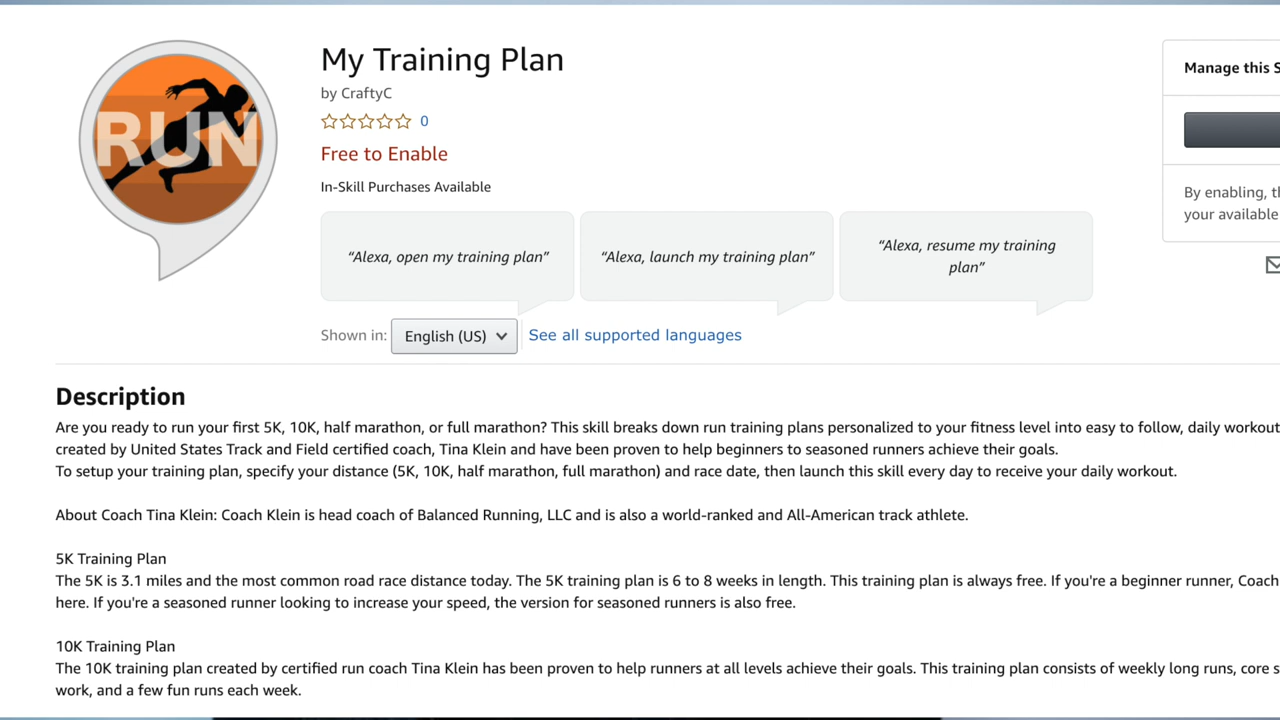 RUN
My Training Plan
by CraftyC
0
Free to Enable
In-Skill Purchases Available
“Alexa, open my training plan”
“Alexa, launch my training plan”
“Alexa, resume my training
plan”
Shown in:
English (US)
See all supported languages
Manage this S
By enabling, th
your available
Description
Are you ready to run your first 5K, 10K, half marathon, or full marathon? This skill breaks down run training plans personalized to your fitness level into easy to follow, daily workout
created by United States Track and Field certified coach, Tina Klein and have been proven to help beginners to seasoned runners achieve their goals.
To setup your training plan, specify your distance (5K, 10K, half marathon, full marathon) and race date, then launch this skill every day to receive your daily workout.
About Coach Tina Klein: Coach Klein is head coach of Balanced Running, LLC and is also a world-ranked and All-American track athlete.
5K Training Plan
The 5K is 3.1 miles and the most common road race distance today. The 5K training plan is 6 to 8 weeks in length. This training plan is always free. If you're a beginner runner, Coach
here. If you're a seasoned runner looking to increase your speed, the version for seasoned runners is also free.
10K Training Plan
The 10K training plan created by certified run coach Tina Klein has been proven to help runners at all levels achieve their goals. This training plan consists of weekly long runs, core s
work, and a few fun runs each week.